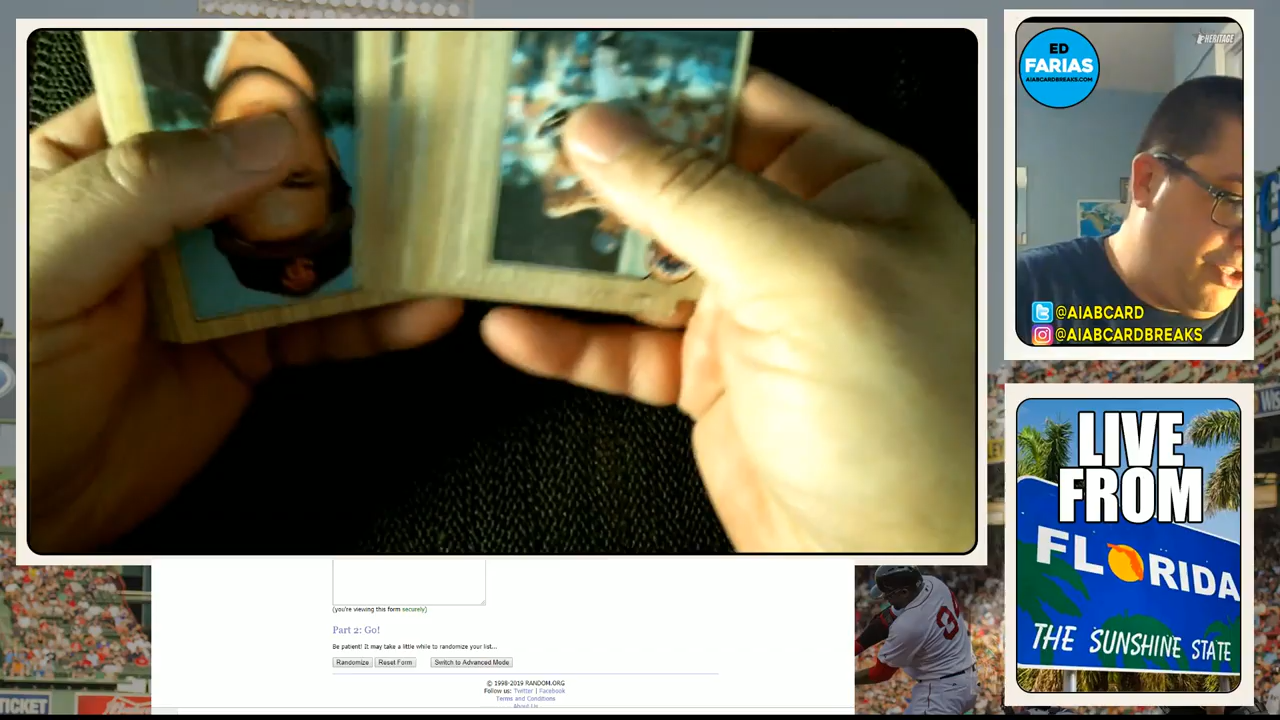 HERITAGE
ED
FARIAS
AIABCARDBREAKS.COM
@AIABCARD
@AIABCARDBREAKS
LIVE
FROM
FLORIDA
THE SUNSHINE STATE
(you're viewing this form securely)
Part 2: Go!
Be patient! It may take a little while to randomize your list...
Randomize Reset Form Switch to Advanced Mode
© 1998-2019 RANDOM.ORG
Follow us: Twitter | Facebook
Terms and Conditions
About Us
TICKET